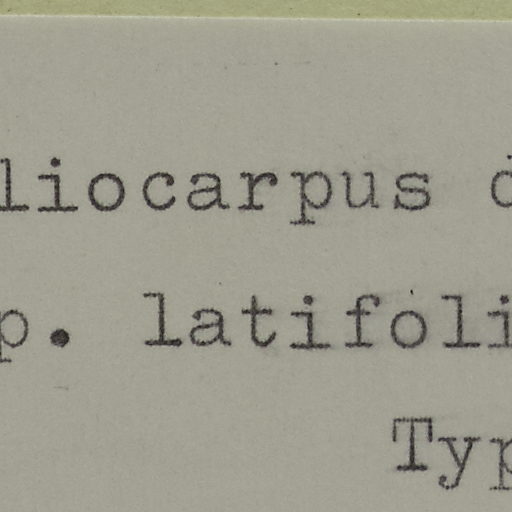 liocarpus
p. latifoli
Typ